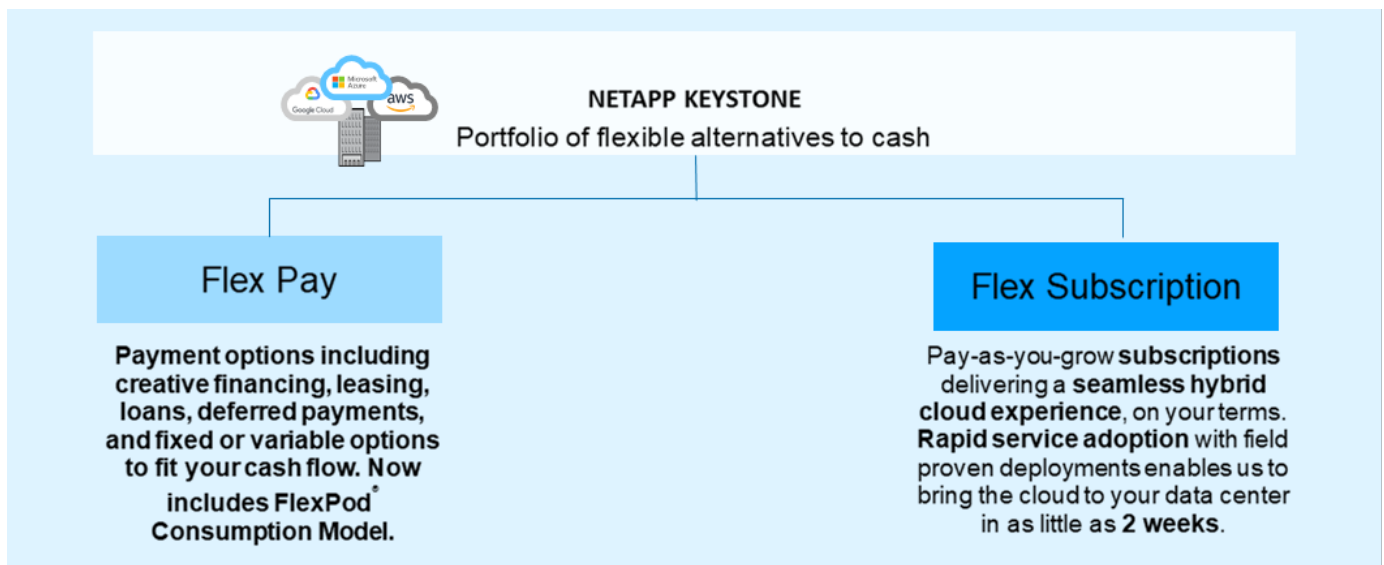 Microsoft
Azure
Google Cloud
aws
NETAPP KEYSTONE
Portfolio of flexible alternatives to cash
Flex Pay
Payment options including
creative financing, leasing,
loans, deferred payments,
and fixed or variable options
to fit your cash flow. Now
includes FlexPod®
Consumption Model.
Flex Subscription
Pay-as-you-grow subscriptions
delivering a seamless hybrid
cloud experience, on your terms.
Rapid service adoption with field
proven deployments enables us to
bring the cloud to your data center
in as little as 2 weeks.